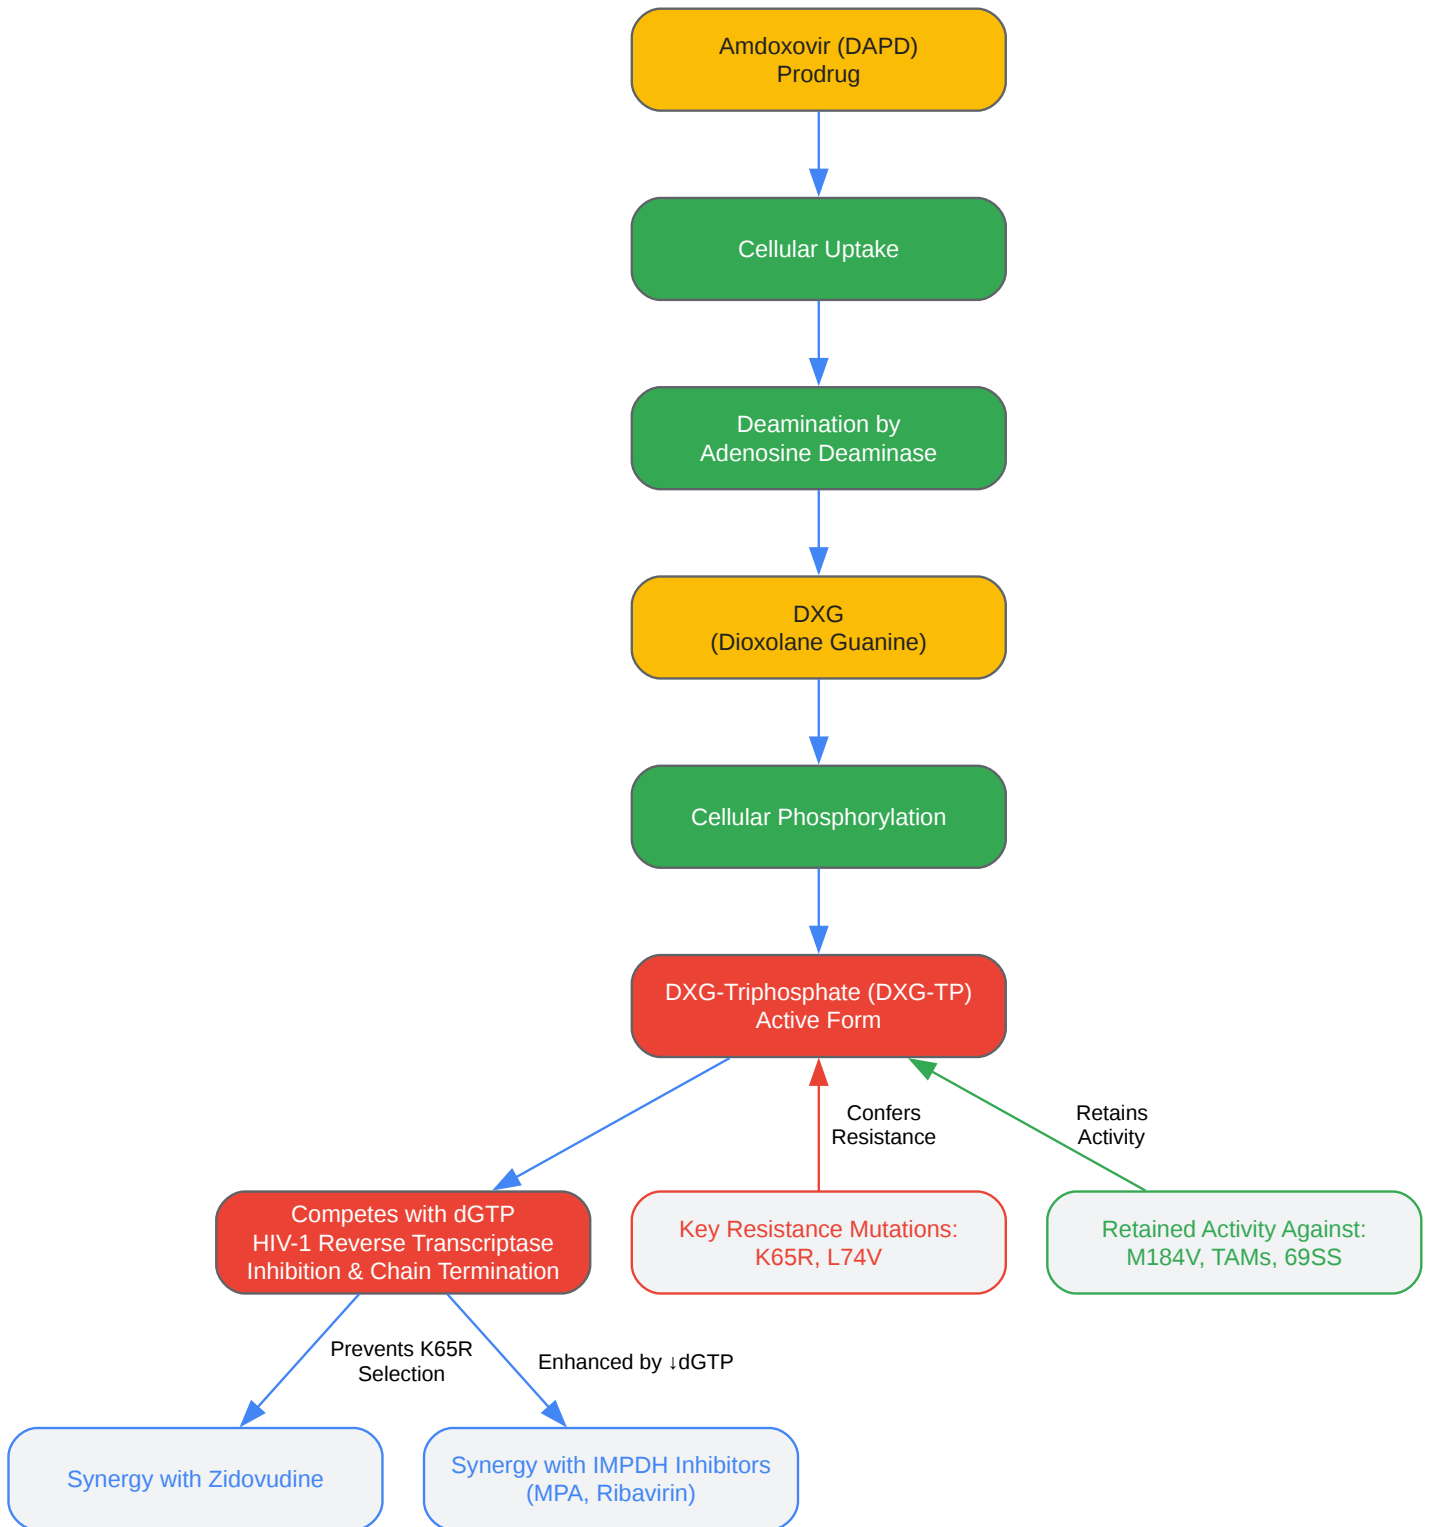 Amdoxovir (DAPD)
Prodrug
Cellular Uptake
Deamination by
Adenosine Deaminase
DXG
(Dioxolane Guanine)
Cellular Phosphorylation
DXG-Triphosphate (DXG-TP)
Active Form
Confers
Resistance
Retains
Activity
Competes with dGTP
HIV-1 Reverse Transcriptase
Inhibition & Chain Termination
Key Resistance Mutations:
K65R, L74V
Retained Activity Against:
M184V, TAMs, 69SS
Prevents K65R
Selection
Enhanced by ↓dGTP
Synergy with Zidovudine
Synergy with IMPDH Inhibitors
(MPA, Ribavirin)